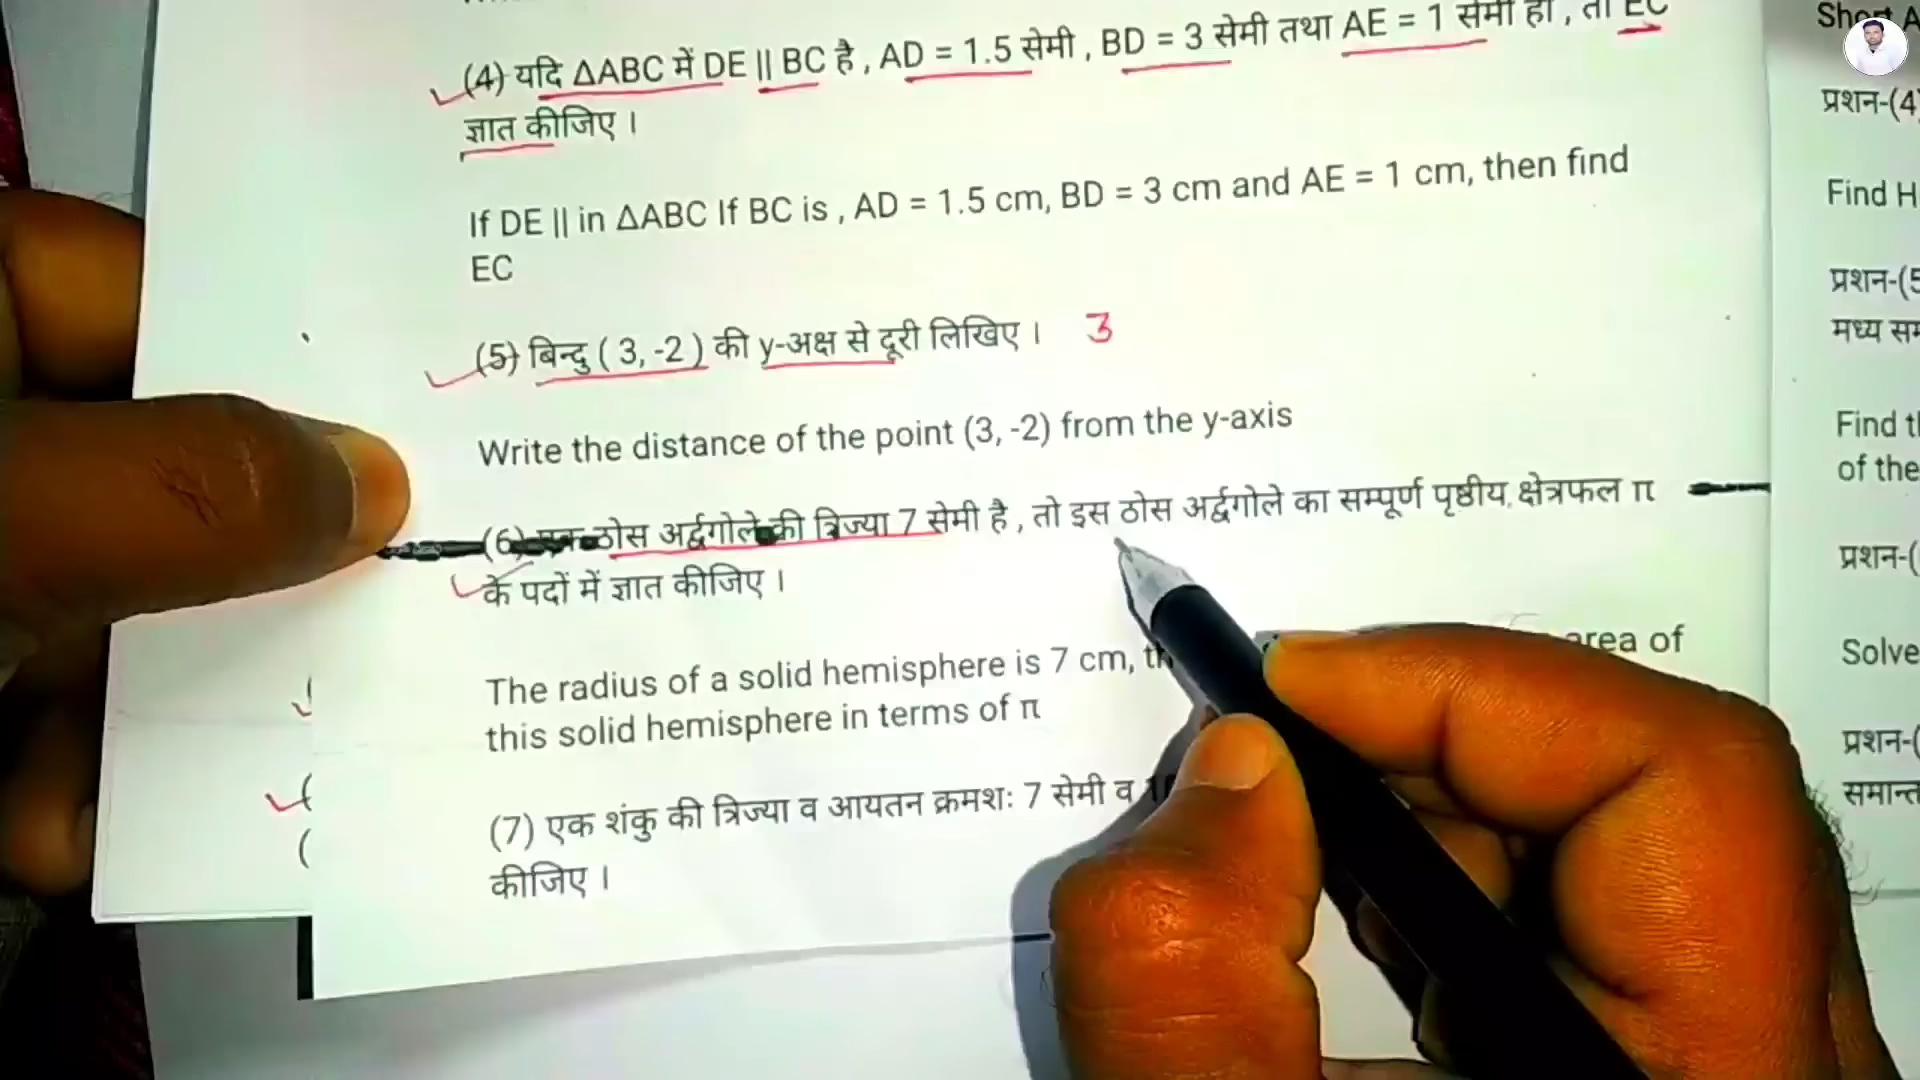 (4) यदि ΔABC में DE || BC है , AD = 1.5 सेमी , BD = 3 सेमी तथा AE = 1 सेमी हो , तो EC
ज्ञात कीजिए ।
If DE || in ΔABC If BC is , AD = 1.5 cm, BD = 3 cm and AE = 1 cm, then find
EC
(5) बिन्दु ( 3, -2 ) की y-अक्ष से दूरी लिखिए । 3
Write the distance of the point (3, -2) from the y-axis
(6) ठोस अर्द्वगोले की त्रिज्या 7 सेमी है , तो इस ठोस अर्द्वगोले का सम्पूर्ण पृष्ठीय क्षेत्रफल π
के पदों में ज्ञात कीजिए ।
The radius of a solid hemisphere is 7 cm, area of
this solid hemisphere in terms of π
(7) एक शंकु की त्रिज्या व आयतन क्रमशः 7 सेमी व
कीजिए ।
Short A
प्रशन-(4)
Find H
प्रशन-(5
मध्य
Find
of the
प्रशन-(
Solve
प्रशन-(